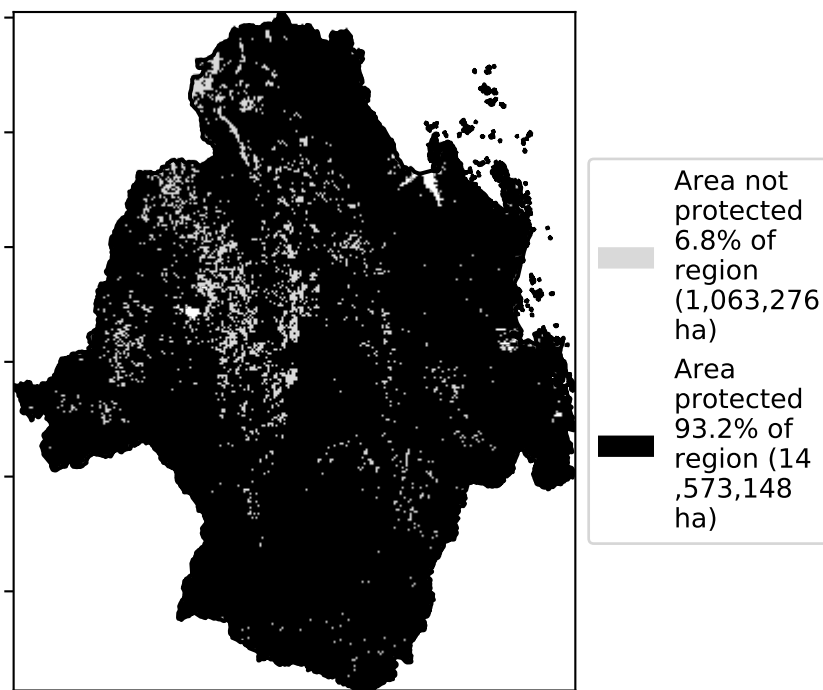 Area not
protected
6.8% of
region
(1,063,276
ha)
Area
protected
93.2% of
region (14
,573,148
ha)